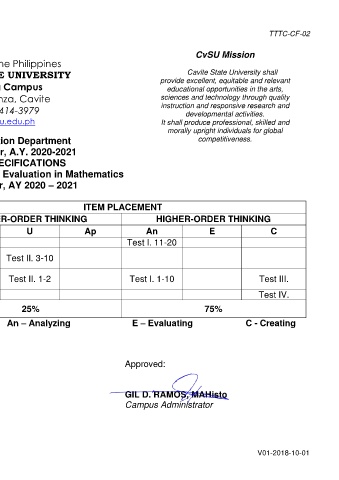 TTTC-CF-02
ne Philippines
E UNIVERSITY
Campus
nza, Cavite
414-3979
u.edu.ph
CvSU Mission
Cavite State University shall
provide excellent, equitable and relevant
educational opportunities in the arts,
sciences and technology through quality
instruction and responsive research and
developmental activities.
It shall produce professional, skilled and
morally upright individuals for global
competitiveness.
ion Department
r, A.Y. 2020-2021
ECIFICATIONS
Evaluation in Mathematics
r, AY 2020 – 2021
ITEM PLACEMENT
R-ORDER THINKING HIGHER-ORDER THINKING
U Ap An E C
Test I. 11-20
Test II. 3-10
Test II. 1-2 Test I. 1-10 Test III.
Test IV.
25% 75%
An – Analyzing E – Evaluating C - Creating
Approved:
GIL D. RAMOS, MAHisto
Campus Administrator
V01-2018-10-01